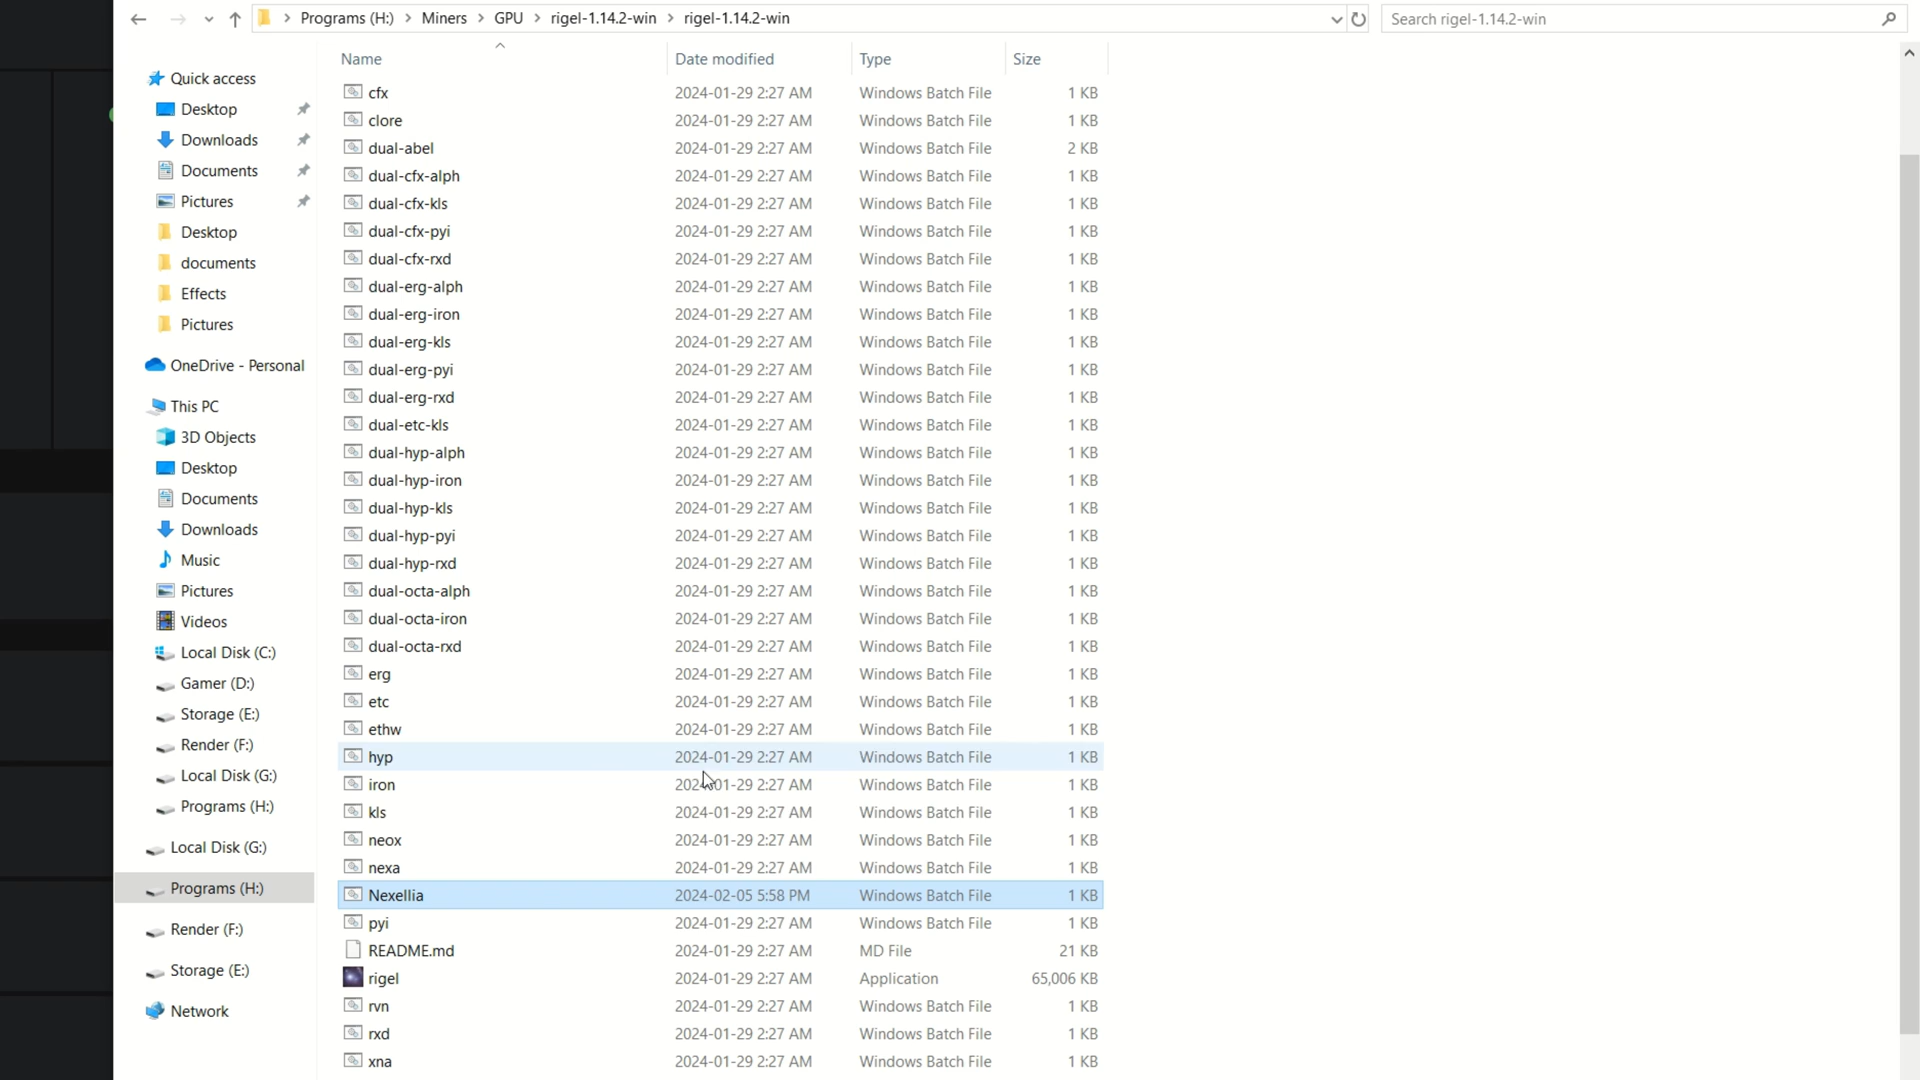 Programs (H:) > Miners > GPU > rigel-1.14.2-win > rigel-1.14.2-win
Search rigel-1.14.2-win
Quick access
Desktop
Downloads
Documents
Pictures
Desktop
documents
Effects
Pictures
OneDrive - Personal
This PC
3D Objects
Desktop
Documents
Downloads
Music
Pictures
Videos
Local Disk (C:)
Gamer (D:)
Storage (E:)
Render (F:)
Local Disk (G:)
Programs (H:)
Local Disk (G:)
Programs (H:)
Render (F:)
Storage (E:)
Network
Name Date modified Type Size
cfx 2024-01-29 2:27 AM Windows Batch File 1 KB
clore 2024-01-29 2:27 AM Windows Batch File 1 KB
dual-abel 2024-01-29 2:27 AM Windows Batch File 2 KB
dual-cfx-alph 2024-01-29 2:27 AM Windows Batch File 1 KB
dual-cfx-kls 2024-01-29 2:27 AM Windows Batch File 1 KB
dual-cfx-pyi 2024-01-29 2:27 AM Windows Batch File 1 KB
dual-cfx-rxd 2024-01-29 2:27 AM Windows Batch File 1 KB
dual-erg-alph 2024-01-29 2:27 AM Windows Batch File 1 KB
dual-erg-iron 2024-01-29 2:27 AM Windows Batch File 1 KB
dual-erg-kls 2024-01-29 2:27 AM Windows Batch File 1 KB
dual-erg-pyi 2024-01-29 2:27 AM Windows Batch File 1 KB
dual-erg-rxd 2024-01-29 2:27 AM Windows Batch File 1 KB
dual-etc-kls 2024-01-29 2:27 AM Windows Batch File 1 KB
dual-hyp-alph 2024-01-29 2:27 AM Windows Batch File 1 KB
dual-hyp-iron 2024-01-29 2:27 AM Windows Batch File 1 KB
dual-hyp-kls 2024-01-29 2:27 AM Windows Batch File 1 KB
dual-hyp-pyi 2024-01-29 2:27 AM Windows Batch File 1 KB
dual-hyp-rxd 2024-01-29 2:27 AM Windows Batch File 1 KB
dual-octa-alph 2024-01-29 2:27 AM Windows Batch File 1 KB
dual-octa-iron 2024-01-29 2:27 AM Windows Batch File 1 KB
dual-octa-rxd 2024-01-29 2:27 AM Windows Batch File 1 KB
erg 2024-01-29 2:27 AM Windows Batch File 1 KB
etc 2024-01-29 2:27 AM Windows Batch File 1 KB
ethw 2024-01-29 2:27 AM Windows Batch File 1 KB
hyp 2024-01-29 2:27 AM Windows Batch File 1 KB
iron 2024-01-29 2:27 AM Windows Batch File 1 KB
kls 2024-01-29 2:27 AM Windows Batch File 1 KB
neox 2024-01-29 2:27 AM Windows Batch File 1 KB
nexa 2024-01-29 2:27 AM Windows Batch File 1 KB
Nexellia 2024-02-05 5:58 PM Windows Batch File 1 KB
pyi 2024-01-29 2:27 AM Windows Batch File 1 KB
README.md 2024-01-29 2:27 AM MD File 21 KB
rigel 2024-01-29 2:27 AM Application 65,006 KB
rvn 2024-01-29 2:27 AM Windows Batch File 1 KB
rxd 2024-01-29 2:27 AM Windows Batch File 1 KB
xna 2024-01-29 2:27 AM Windows Batch File 1 KB